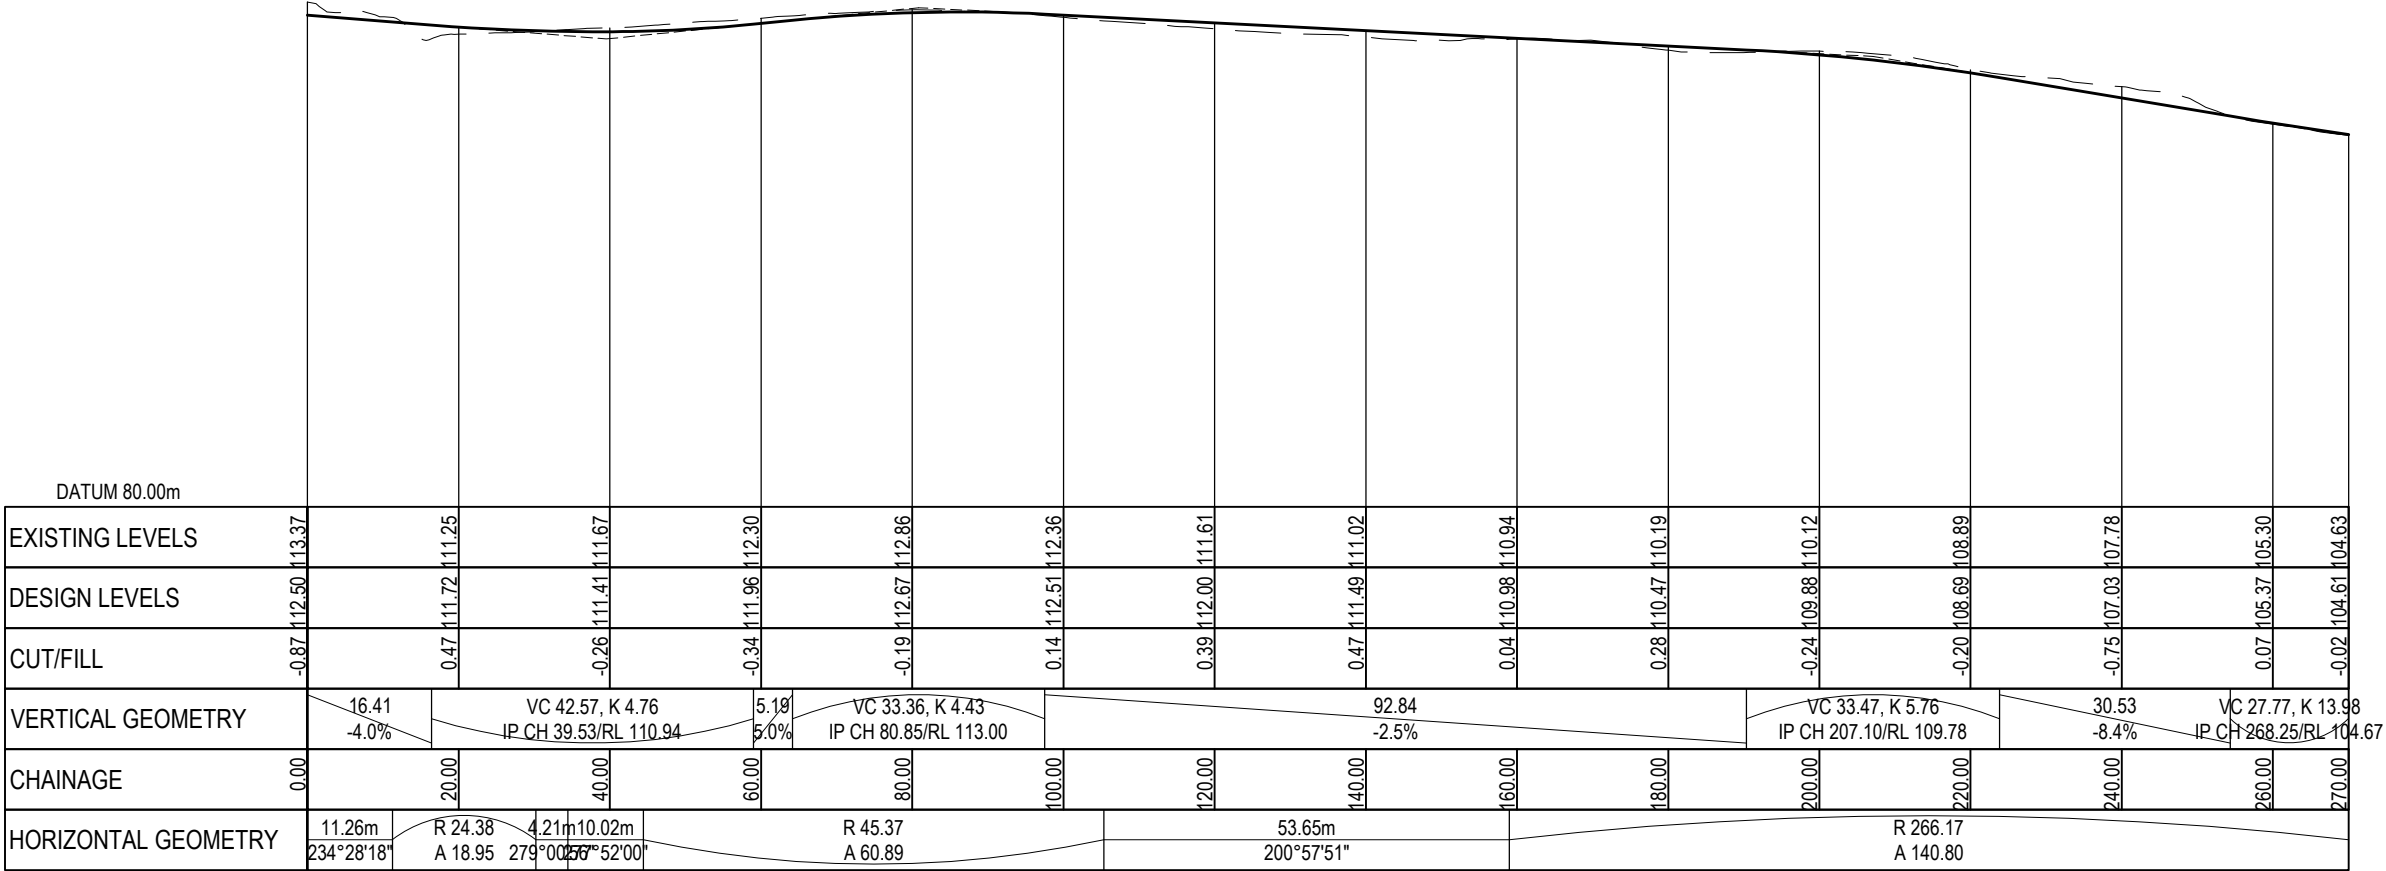 DATUM 80.00m
EXISTING LEVELS 113.37 111.25 111.67 112.30 112.86 112.36 111.61 111.02 110.94 110.19 110.12 108.89 107.78 105.30 104.63
DESIGN LEVELS 112.50 111.72 111.41 111.96 112.67 112.51 112.00 111.49 110.98 110.47 109.88 108.69 107.03 105.37 104.61
CUT/FILL -0.87 0.47 -0.26 -0.34 -0.19 0.14 0.39 0.47 0.04 0.28 -0.24 -0.20 -0.75 0.07 -0.02
VERTICAL GEOMETRY
16.41 VC 42.57, K 4.76 5.19 VC 33.36, K 4.43 92.84 VC 33.47, K 5.76 30.53 VC 27.77, K 13.98
-4.0% IP CH 39.53/RL 110.94 5.0% IP CH 80.85/RL 113.00 -2.5% IP CH 207.10/RL 109.78 -8.4% IP CH 268.25/RL 104.67
CHAINAGE 0.00 20.00 40.00 60.00 80.00 100.00 120.00 140.00 160.00 180.00 200.00 220.00 240.00 260.00 270.00
HORIZONTAL GEOMETRY
11.26m R 24.38 4.21m 10.02m R 45.37 53.65m R 266.17
234°28'18" A 18.95 A 60.89 200°57'51" A 140.80